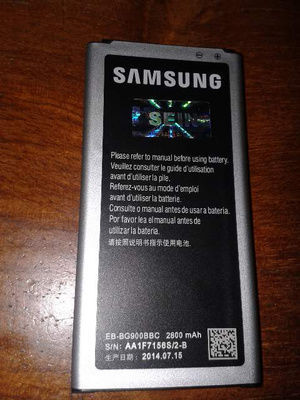 SAMSUNG
SEUL
Please refer to manual before using battery.
Veuillez consulter le guide d'utilisation
avant d'utiliser la pile.
Referez-vous au mode d'emploi
avant d'utiliser la batterie.
Consulte o manual antes de usar a bateria.
Por favor lea el manual antes de
utilizar la bateria.
请按照说明书指示使用电池.
EB-BG900BBC 2800 mAh
S/N: AA1F7156S/2-B
生产日期: 2014.07.15